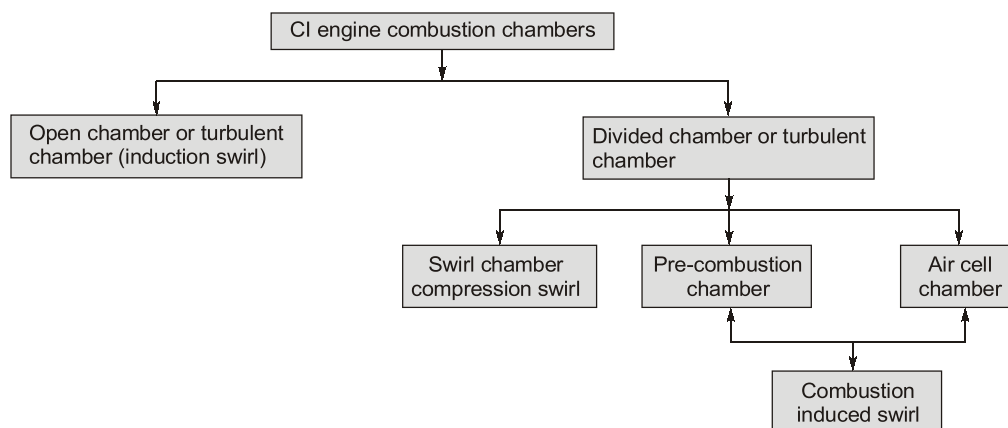 CI engine combustion chambers
Open chamber or turbulent
chamber (induction swirl)
Divided chamber or turbulent
chamber
Swirl chamber
compression swirl
Pre-combustion
chamber
Air cell
chamber
Combustion
induced swirl